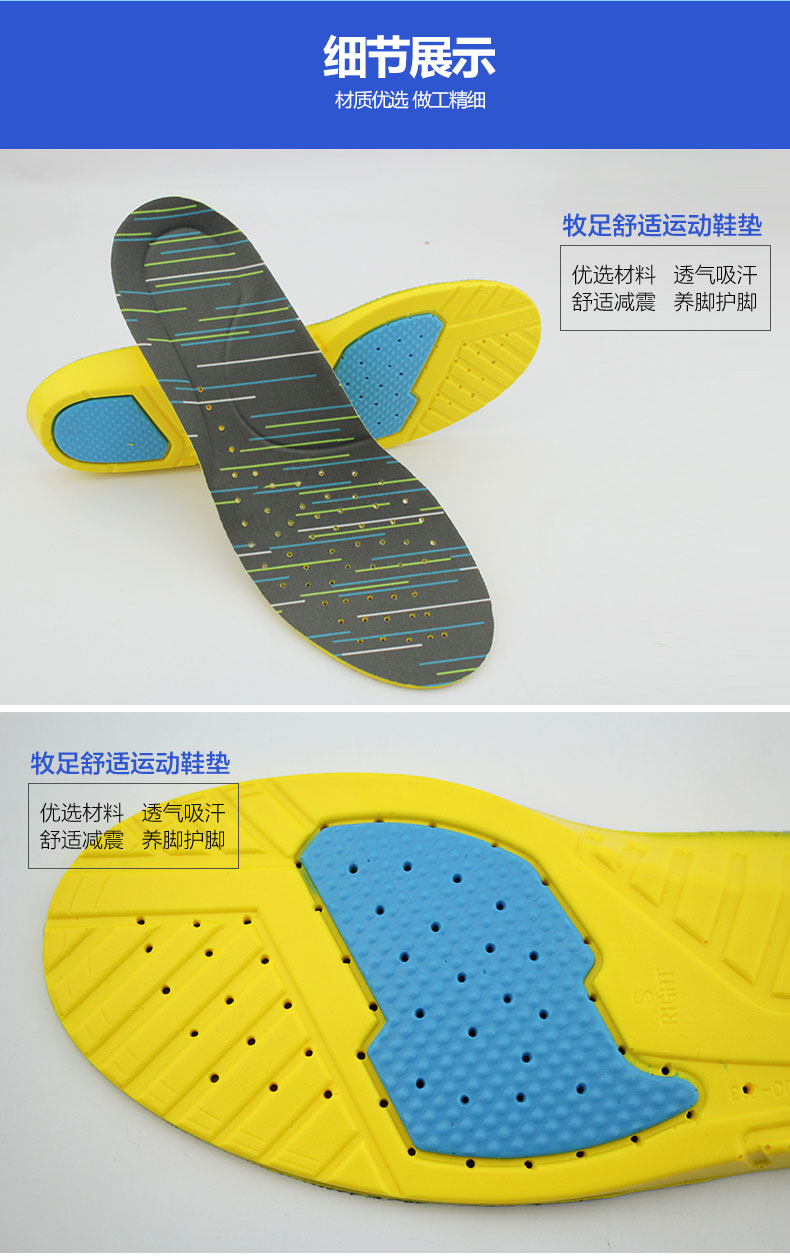 细节展示
材质优选 做工精细
牧足舒适运动鞋垫
优选材料 透气吸汗
舒适减震 养脚护脚
牧足舒适运动鞋垫
优选材料 透气吸汗
舒适减震 养脚护脚
S
RIGHT